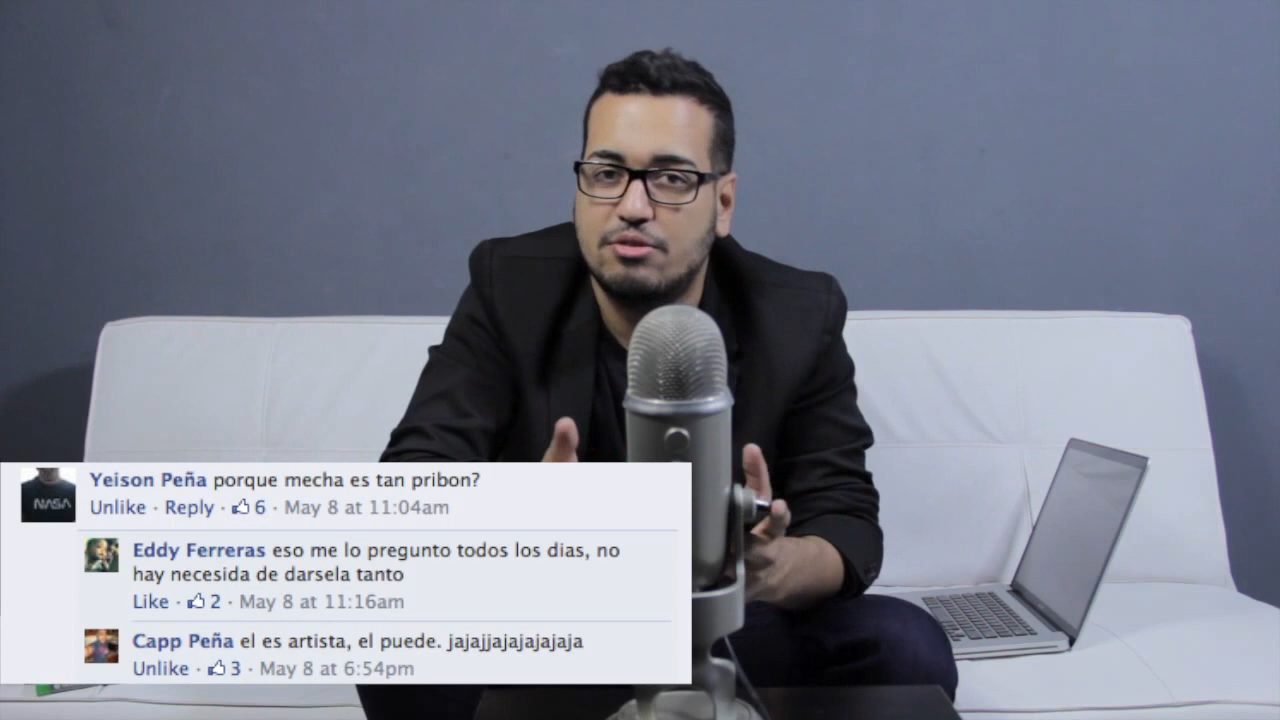 NASA
Yeison Peña porque mecha es tan pribon?
Unlike · Reply · 6 · May 8 at 11:04am
Eddy Ferreras eso me lo pregunto todos los dias, no
hay necesida de darsela tanto
Like · 2 · May 8 at 11:16am
Capp Peña el es artista, el puede. jajajjajajajajaja
Unlike · 3 · May 8 at 6:54pm